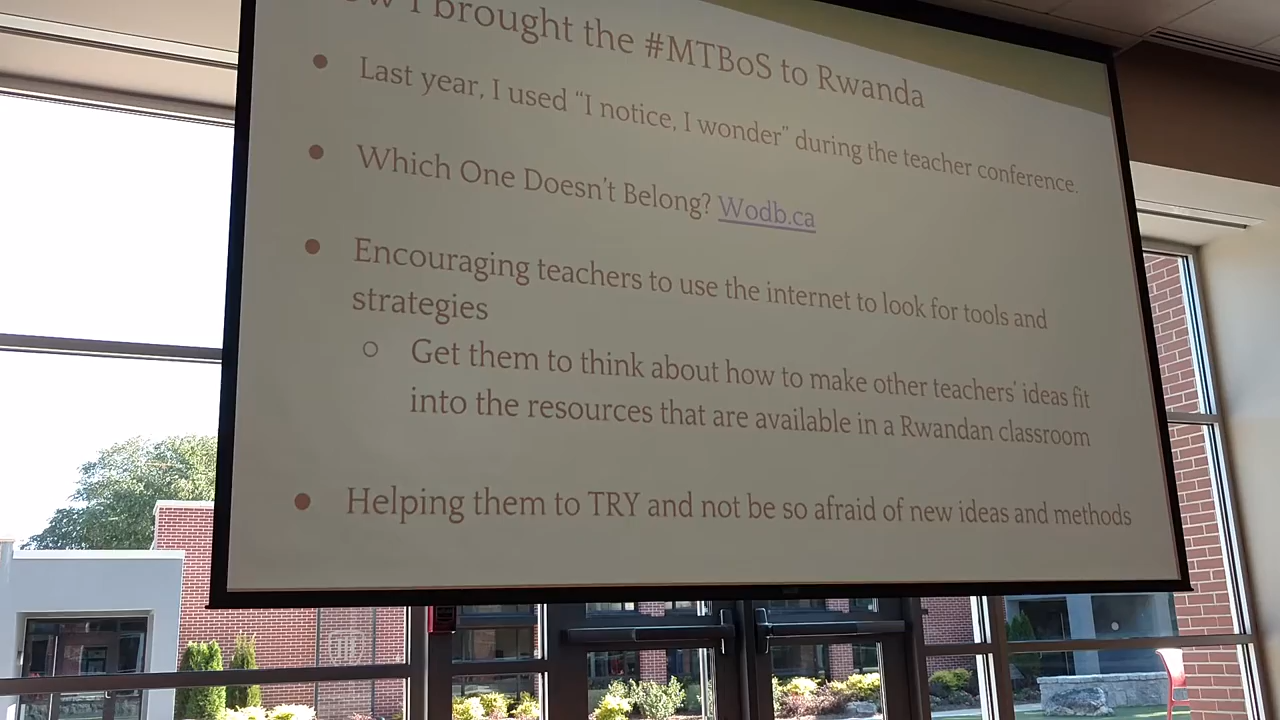 I brought the #MTBoS to Rwanda
• Last year, I used “I notice, I wonder” during the teacher conference.
• Which One Doesn't Belong? Wodb.ca
• Encouraging teachers to use the internet to look for tools and
strategies
○ Get them to think about how to make other teachers' ideas fit
into the resources that are available in a Rwandan classroom
• Helping them to TRY and not be so afraid of new ideas and methods